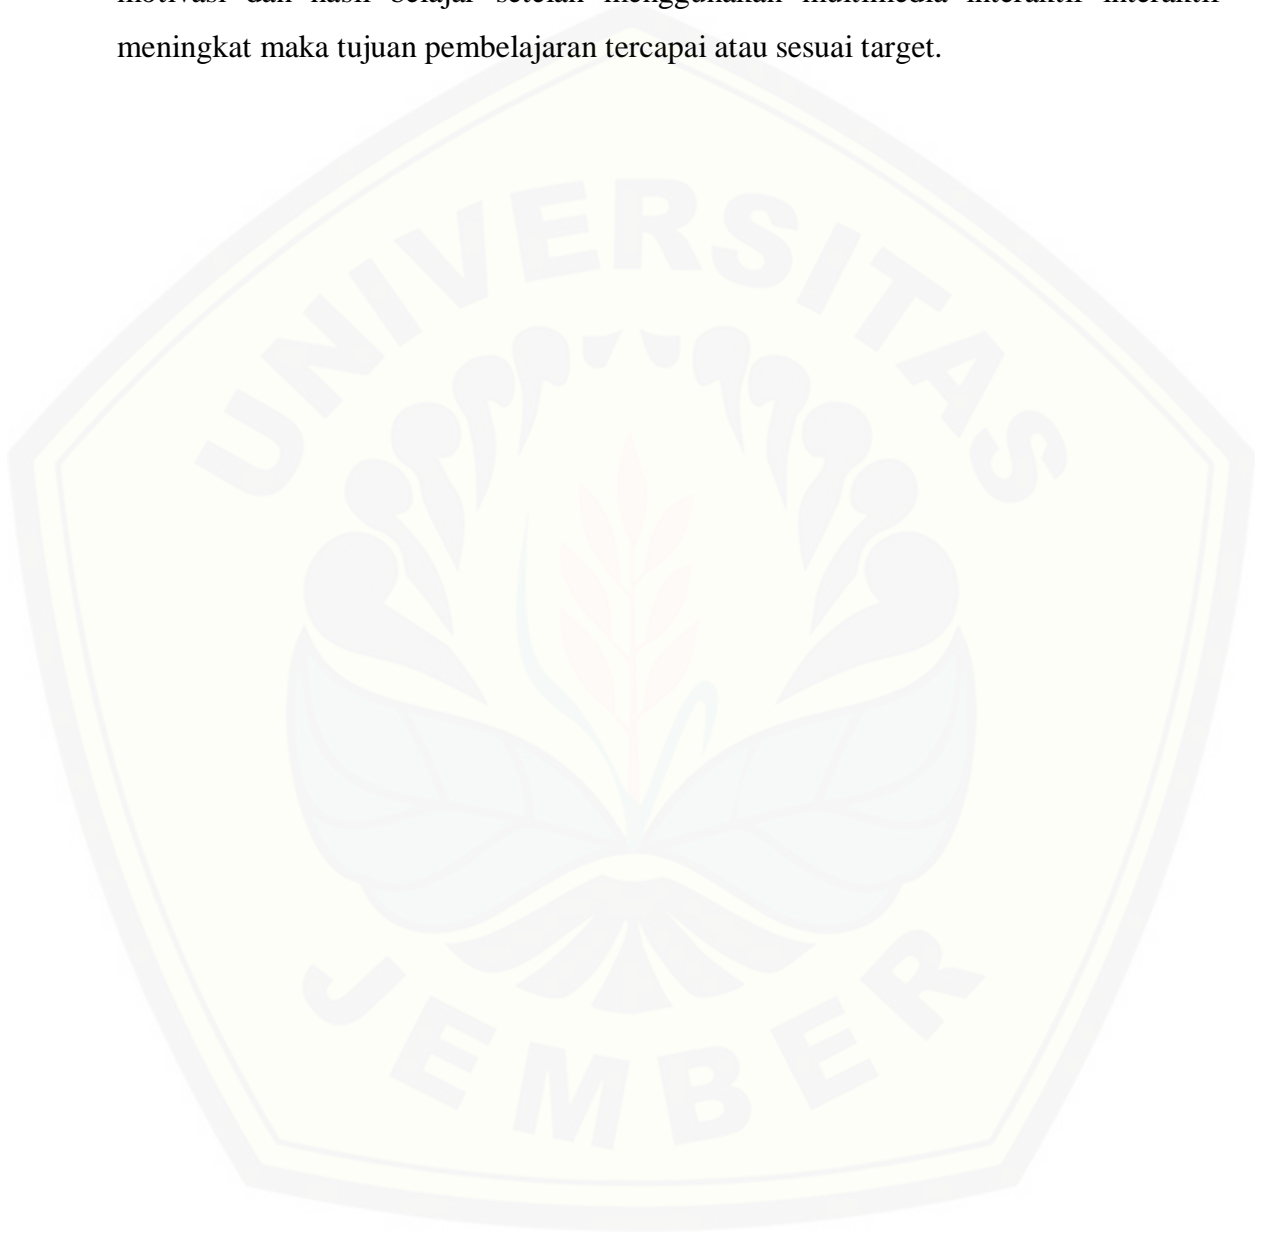 motivasi dan hasil belajar setelah menggunakan multimedia interaktif interaktif
meningkat maka tujuan pembelajaran tercapai atau sesuai target.
UNIVERSITAS
JEMBER